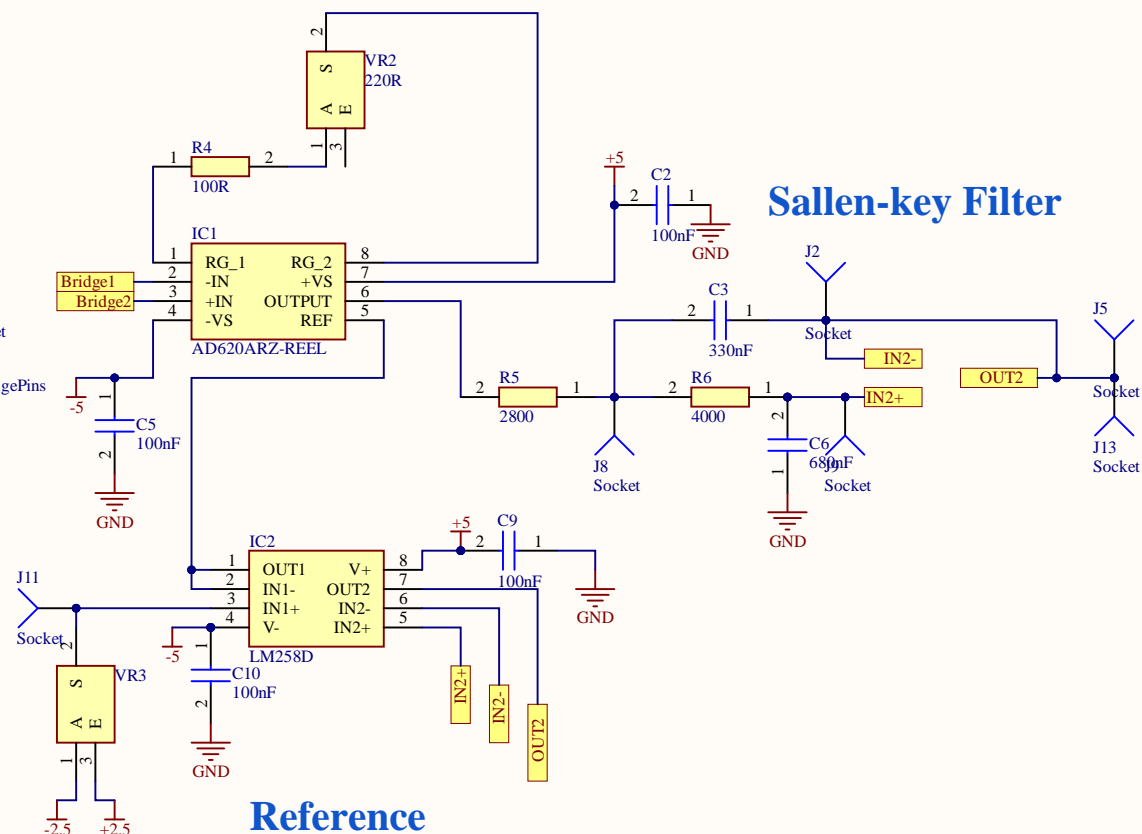 2
S
VR2
220R
A
E
1
3
R4
1
2
100R
+5
C2
2
1
100nF
GND
Sallen-key Filter
IC1
1
RG_1
RG_2
8
2
-IN
+VS
7
3
+IN
OUTPUT
6
4
-VS
REF
5
AD620ARZ-REEL
Bridge1
Bridge2
J2
Socket
C3
2
1
330nF
IN2-
J5
Socket
OUT2
gePins
-5
1
C5
100nF
2
GND
R5
2
1
2800
R6
2
1
4000
IN2+
2
C6
680nF
1
GND
J9
Socket
J8
Socket
J13
Socket
+5
C9
2
1
100nF
GND
IC2
1
OUT1
V+
8
2
IN1-
OUT2
7
3
IN1+
IN2-
6
4
V-
IN2+
5
LM258D
J11
Socket
2
S
VR3
A
E
1
3
-2.5
+2.5
-5
1
C10
100nF
2
GND
IN2+
IN2-
OUT2
Reference